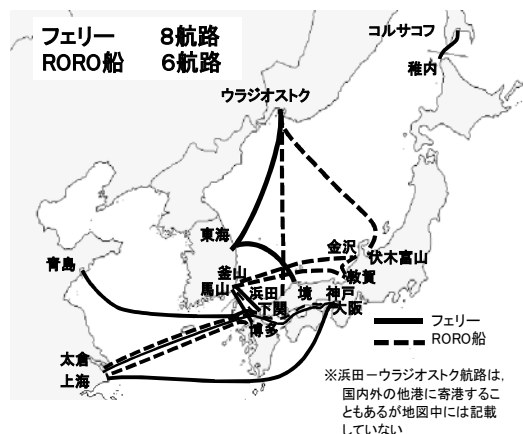 フェリー 8航路
RORO船 6航路
コルサコフ
稚内
ウラジオストク
東海
金沢
伏木富山
青島
釜山
敦賀
馬山
浜田
境
神戸
下関
大阪
博多
フェリー
RORO船
太倉
上海
※浜田－ウラジオストク航路は，
国内外の他港に寄港するこ
ともあるが地図中には記載
していない